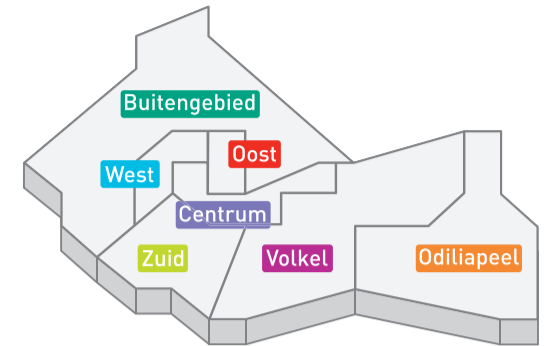 Buitengebied
Oost
West
Centrum
Zuid
Volkel
Odiliapeel